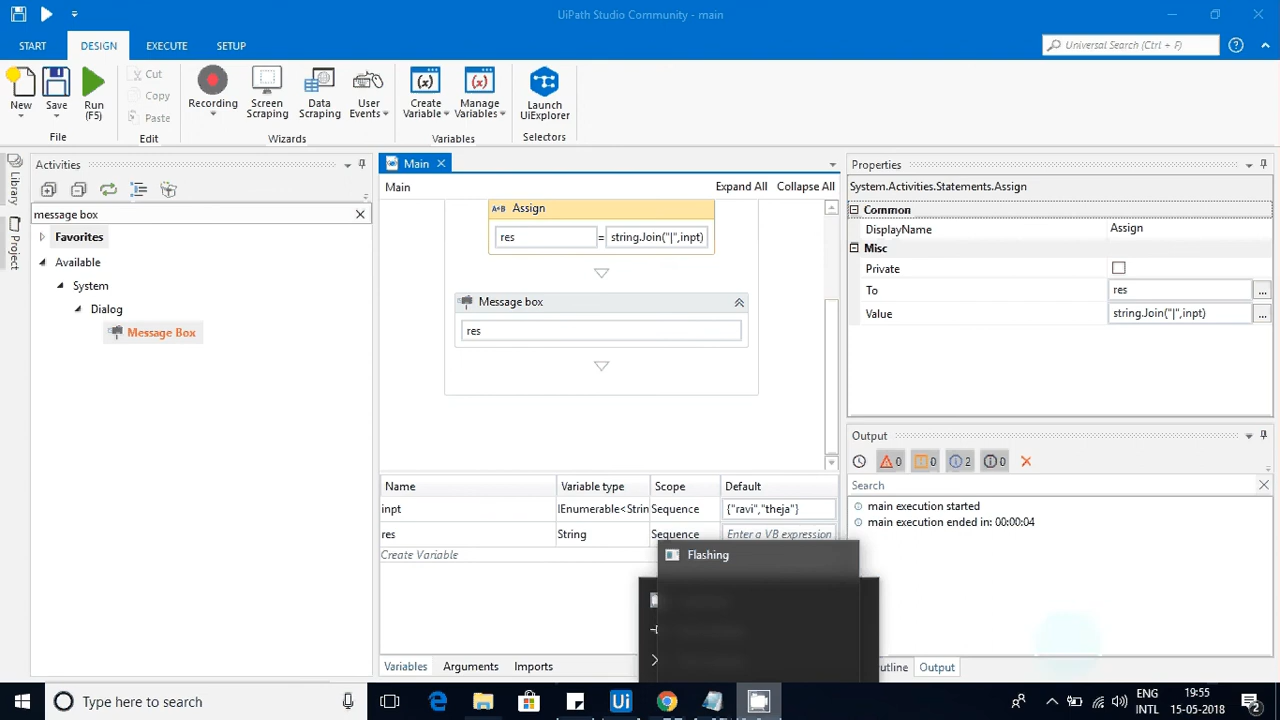 UiPath Studio Community - main
START DESIGN EXECUTE SETUP
Universal Search (Ctrl + F)
New Save Run (F5)
File
Cut
Copy
Paste
Edit
Recording Screen Scraping Data Scraping User Events
Wizards
Create Variable Manage Variables
Variables
Launch UiExplorer
Selectors
Library
Project
Activities
message box
Favorites
Available
System
Dialog
Message Box
Main
Main Expand All Collapse All
A+B Assign
res = string.Join("|",inpt)
Message box
res
Name Variable type Scope Default
inpt IEnumerable<Strin Sequence {"ravi","theja"}
res String Sequence Enter a VB expression
Create Variable
Variables Arguments Imports
Flashing
Properties
System.Activities.Statements.Assign
Common
DisplayName Assign
Misc
Private
To res ...
Value string.Join("|",inpt) ...
Output
0 0 2 0
Search
main execution started
main execution ended in: 00:00:04
utline Output
Type here to search
Ui
ENG
INTL
19:55
15-05-2018
2